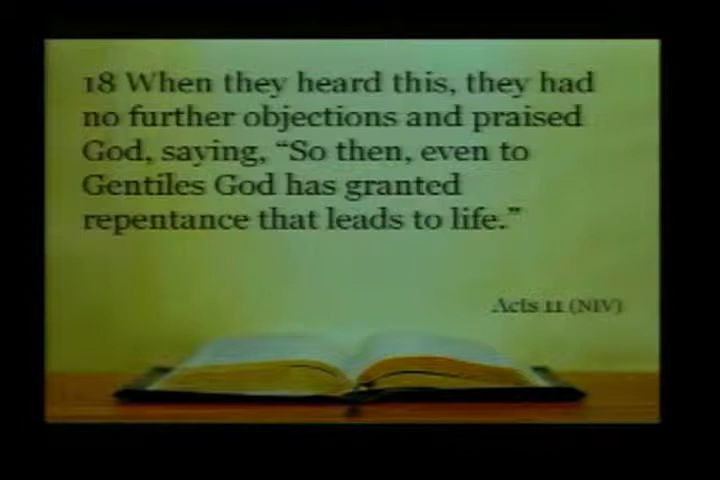 18 When they heard this, they had
no further objections and praised
God, saying, “So then, even to
Gentiles God has granted
repentance that leads to life.”
Acts 11 (NIV)